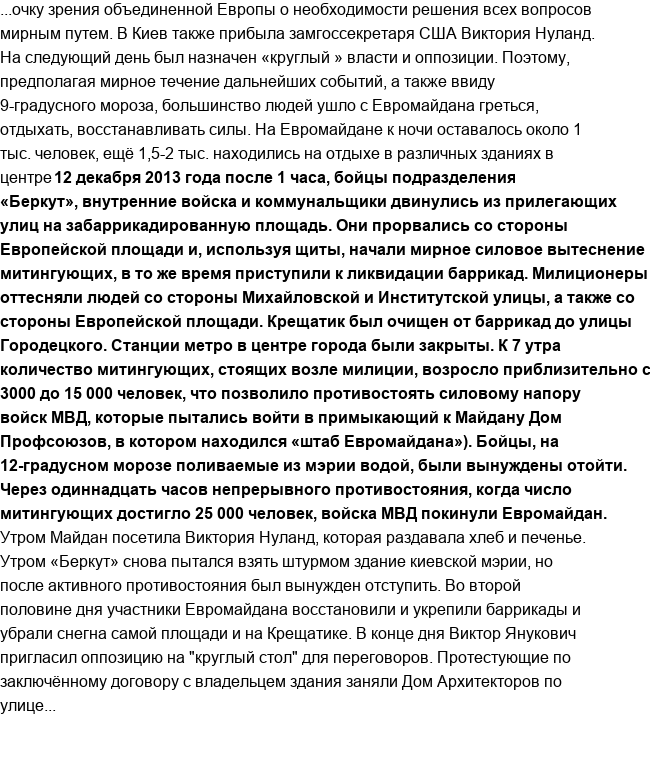 ...очку зрения объединенной Европы о необходимости решения всех вопросов
мирным путем. В Киев также прибыла замгоссекретаря США Виктория Нуланд.
На следующий день был назначен «круглый » власти и оппозиции. Поэтому,
предполагая мирное течение дальнейших событий, а также ввиду
9-градусного мороза, большинство людей ушло с Евромайдана греться,
отдыхать, восстанавливать силы. На Евромайдане к ночи оставалось около 1
тыс. человек, ещё 1,5-2 тыс. находились на отдыхе в различных зданиях в
центре 12 декабря 2013 года после 1 часа, бойцы подразделения
«Беркут», внутренние войска и коммунальщики двинулись из прилегающих
улиц на забаррикадированную площадь. Они прорвались со стороны
Европейской площади и, используя щиты, начали мирное силовое вытеснение
митингующих, в то же время приступили к ликвидации баррикад. Милиционеры
оттесняли людей со стороны Михайловской и Институтской улицы, а также со
стороны Европейской площади. Крещатик был очищен от баррикад до улицы
Городецкого. Станции метро в центре города были закрыты. К 7 утра
количество митингующих, стоящих возле милиции, возросло приблизительно с
3000 до 15 000 человек, что позволило противостоять силовому напору
войск МВД, которые пытались войти в примыкающий к Майдану Дом
Профсоюзов, в котором находился «штаб Евромайдана»). Бойцы, на
12-градусном морозе поливаемые из мэрии водой, были вынуждены отойти.
Через одиннадцать часов непрерывного противостояния, когда число
митингующих достигло 25 000 человек, войска МВД покинули Евромайдан.
Утром Майдан посетила Виктория Нуланд, которая раздавала хлеб и печенье.
Утром «Беркут» снова пытался взять штурмом здание киевской мэрии, но
после активного противостояния был вынужден отступить. Во второй
половине дня участники Евромайдана восстановили и укрепили баррикады и
убрали снегна самой площади и на Крещатике. В конце дня Виктор Янукович
пригласил оппозицию на "круглый стол" для переговоров. Протестующие по
заключённому договору с владельцем здания заняли Дом Архитекторов по
улице...